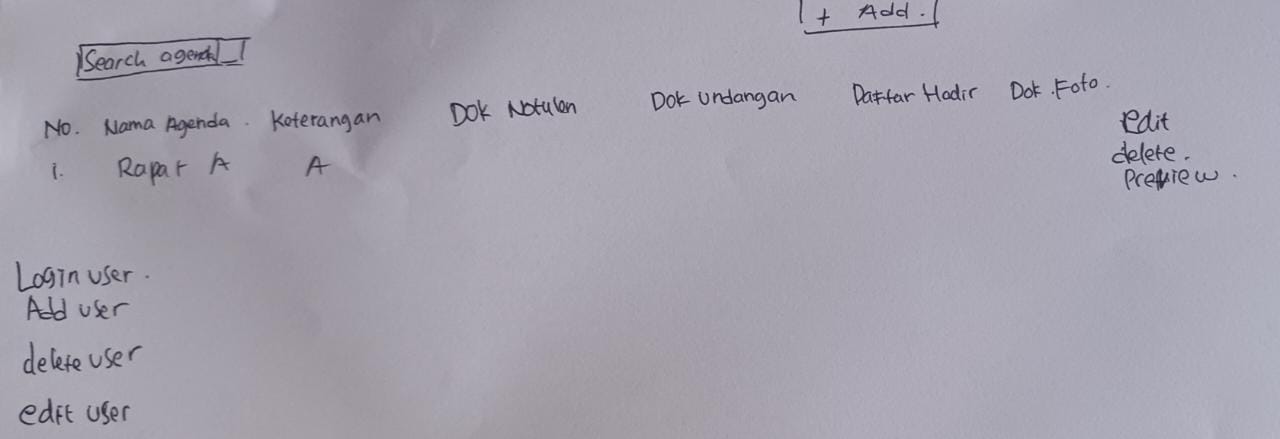 + Add.
Search agenda
No. Nama Agenda. Keterangan Dok Notulen Dok Undangan Daftar Hadir Dok. Foto.
1. Rapat A A
edit
delete.
Preview.
Login user.
Add user
delete user
edit user